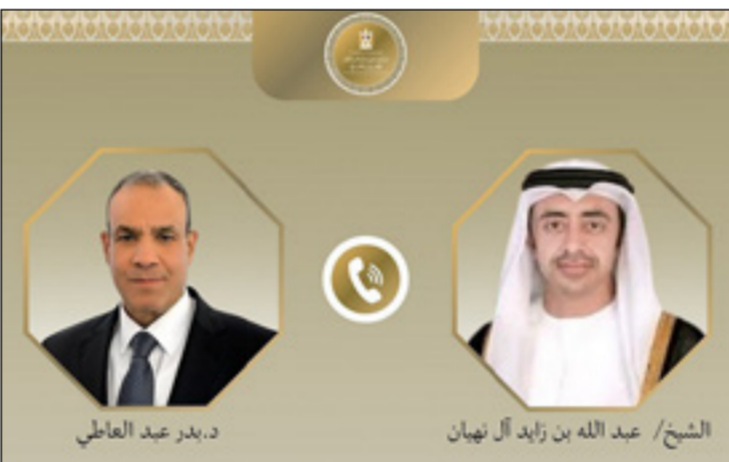 الشيخ/ عبد الله بن زايد آل نهيان
د.بدر عبد العاطي